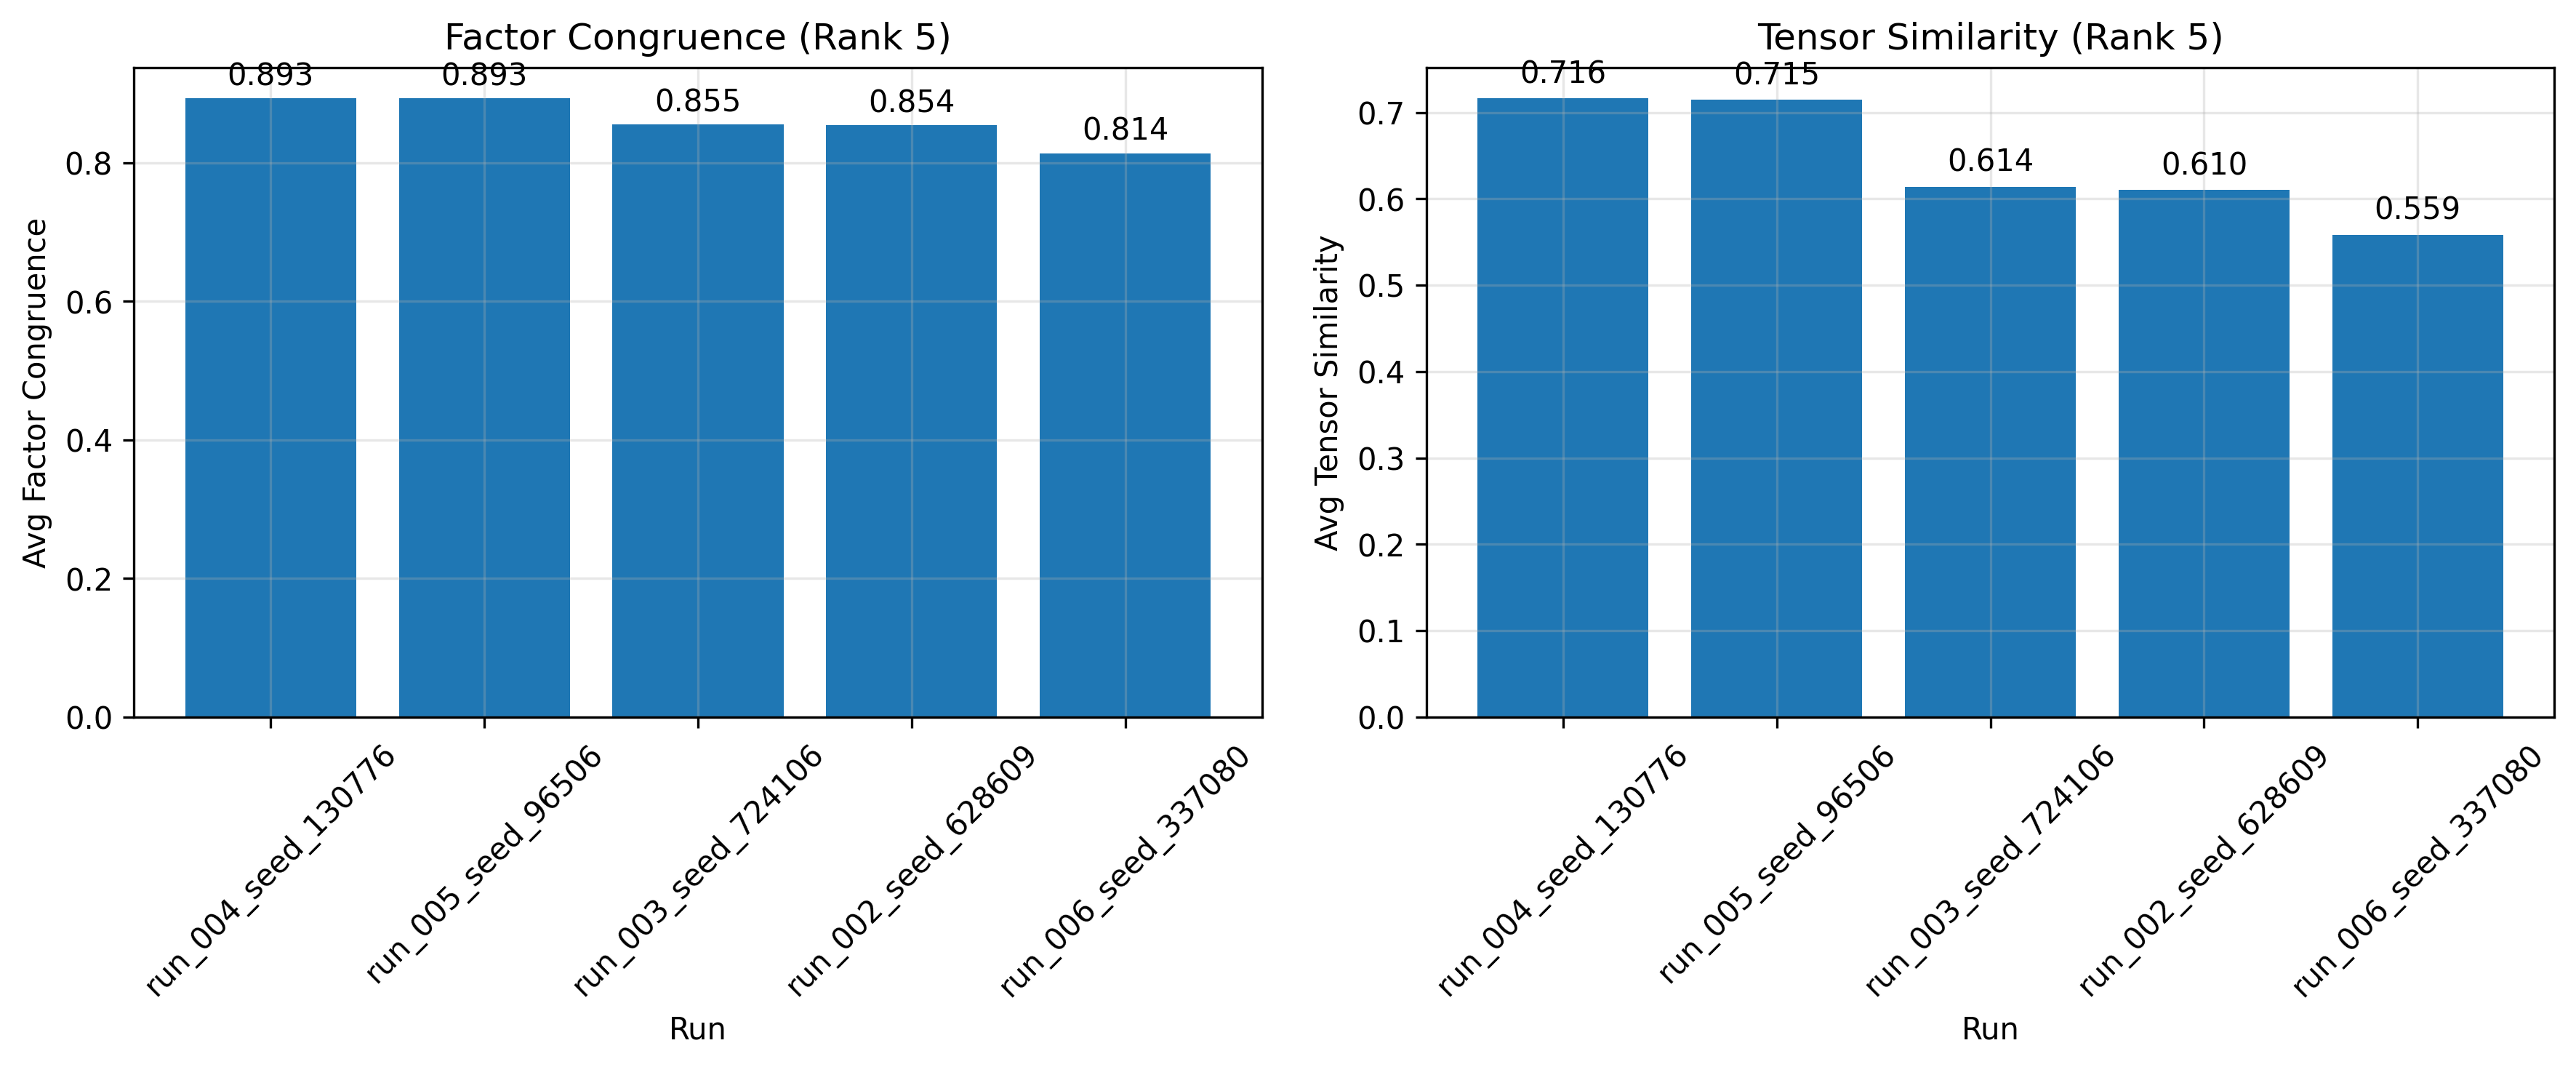 Factor Congruence (Rank 5)
Avg Factor Congruence
0.8
0.6
0.4
0.2
0.0
0.893
0.893
0.855
0.854
0.814
run_004_seed_130776
run_005_seed_96506
run_003_seed_724106
run_002_seed_628609
run_006_seed_337080
Run
Tensor Similarity (Rank 5)
Avg Tensor Similarity
0.7
0.6
0.5
0.4
0.3
0.2
0.1
0.0
0.716
0.715
0.614
0.610
0.559
run_004_seed_130776
run_005_seed_96506
run_003_seed_724106
run_002_seed_628609
run_006_seed_337080
Run